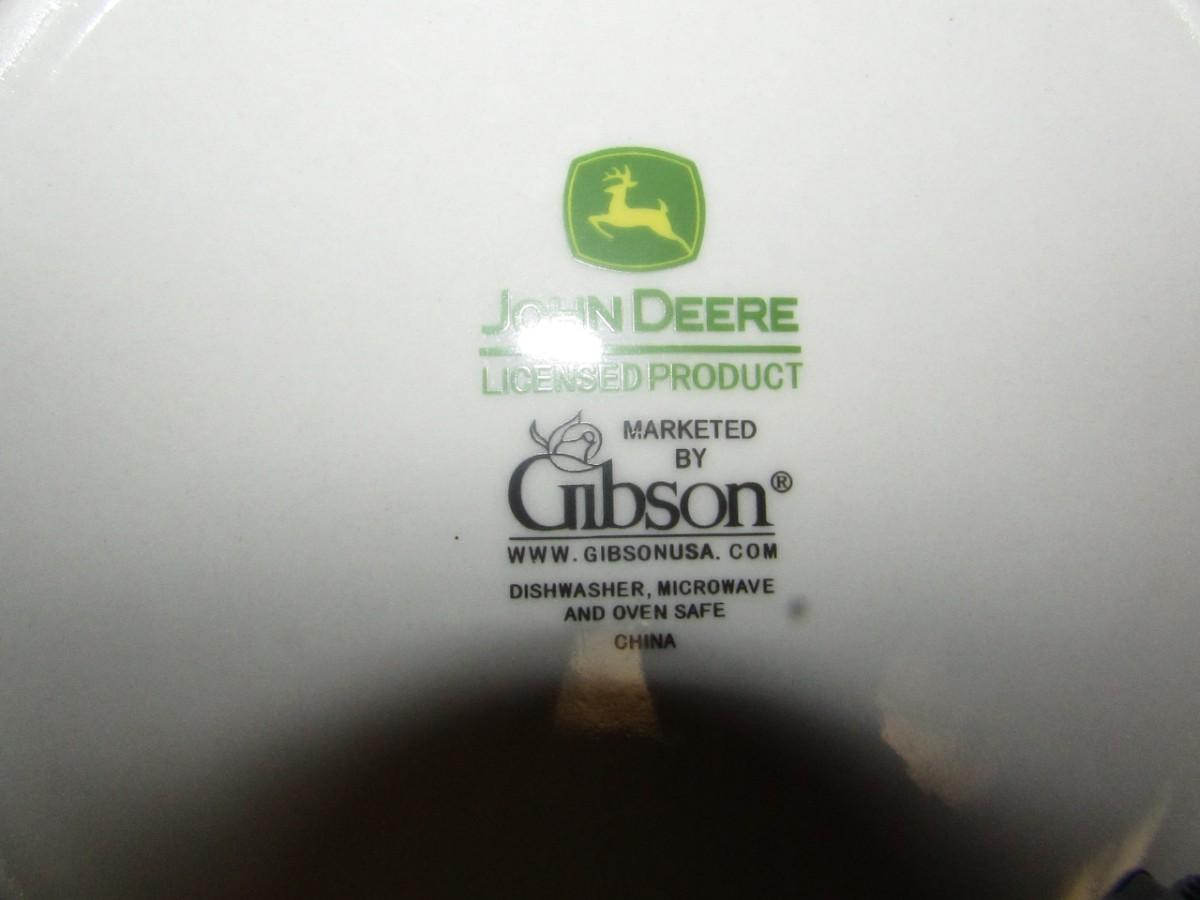 JOHN DEERE
LICENSED PRODUCT
MARKETED
BY
Gibson®
WWW.GIBSONUSA.COM
DISHWASHER, MICROWAVE
AND OVEN SAFE
CHINA